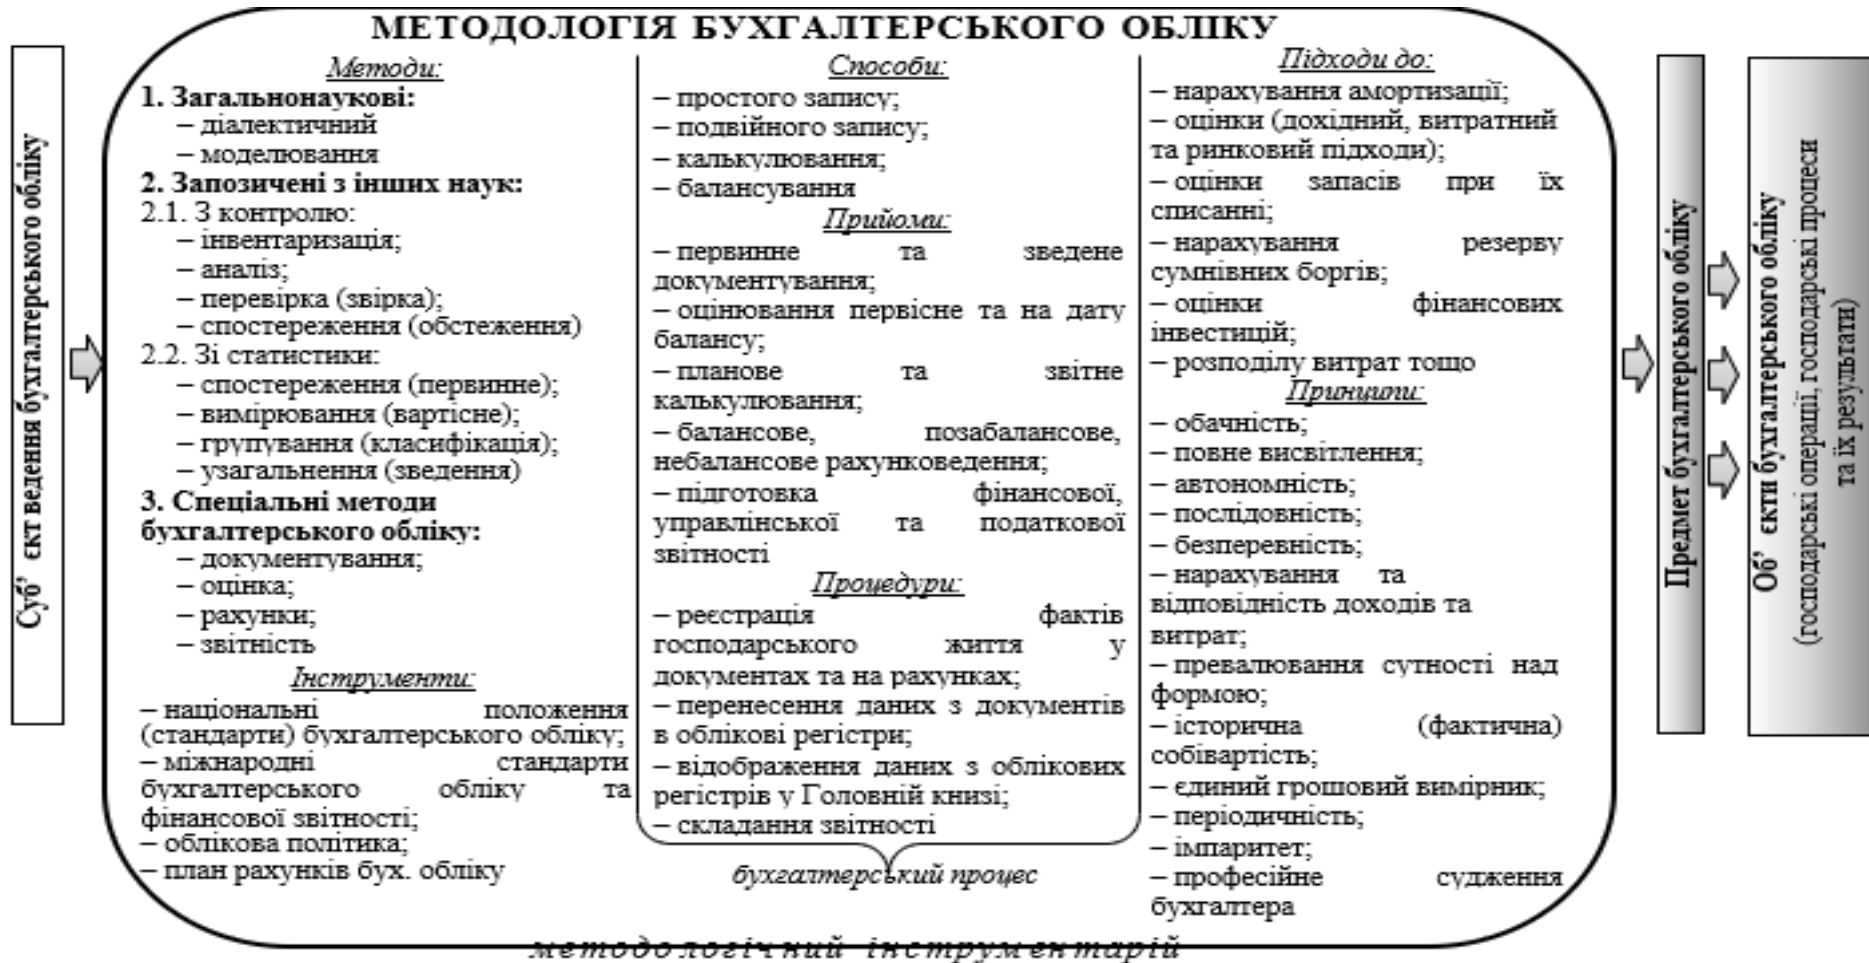 МЕТОДОЛОГІЯ БУХГАЛТЕРСЬКОГО ОБЛІКУ
Суб’ єкт ведення бухгалтерського обліку
Методи:
1. Загальнонаукові:
– діалектичний
– моделювання
2. Запозичені з інших наук:
2.1. З контролю:
– інвентаризація;
– аналіз;
– перевірка (звірка);
– спостереження (обстеження)
2.2. Зі статистики:
– спостереження (первинне);
– вимірювання (вартісне);
– групування (класифікація);
– узагальнення (зведення)
3. Спеціальні методи
бухгалтерського обліку:
– документування;
– оцінка;
– рахунки;
– звітність
Інструменти:
– національні положення
(стандарти) бухгалтерського обліку;
– міжнародні стандарти
бухгалтерського обліку та
фінансової звітності;
– облікова політика;
– план рахунків бух. обліку
Способи:
– простого запису;
– подвійного запису;
– калькулювання;
– балансування
Прийоми:
– первинне та зведене
документування;
– оцінювання первісне та на дату
балансу;
– планове та звітне
калькулювання;
– балансове, позабалансове,
небалансове рахунковедення;
– підготовка фінансової,
управлінської та податкової
звітності
Процедури:
– реєстрація фактів
господарського життя у
документах та на рахунках;
– перенесення даних з документів
в облікові регістри;
– відображення даних з облікових
регістрів у Головній книзі;
– складання звітності
бухгалтерський процес
Підходи до:
– нарахування амортизації;
– оцінки (дохідний, витратний
та ринковий підходи);
– оцінки запасів при їх
списанні;
– нарахування резерву
сумнівних боргів;
– оцінки фінансових
інвестицій;
– розподілу витрат тощо
Принципи:
– обачність;
– повне висвітлення;
– автономність;
– послідовність;
– безперевність;
– нарахування та
відповідність доходів та
витрат;
– превалювання сутності над
формою;
– історична (фактична)
собівартість;
– єдиний грошовий вимірник;
– періодичність;
– імпаритет;
– професійне судження
бухгалтера
методологічний інструментарій
Предмет бухгалтерського обліку
Об’ єкти бухгалтерського обліку
(господарські операції, господарські процеси
та їх результати)